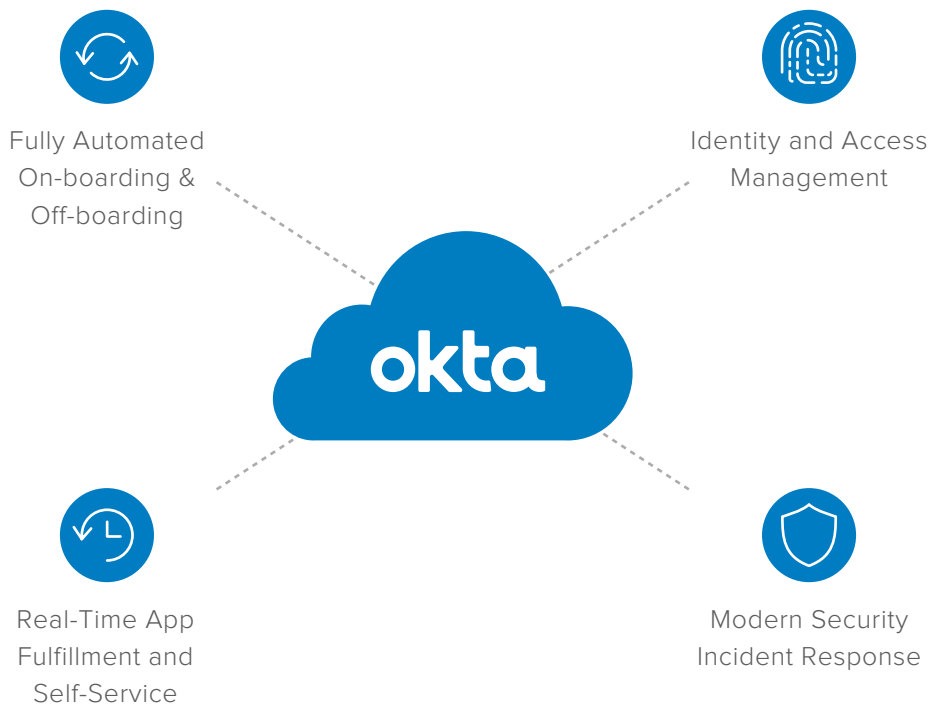 Fully Automated
On-boarding &
Off-boarding
Identity and Access
Management
okta
Real-Time App
Fulfillment and
Self-Service
Modern Security
Incident Response